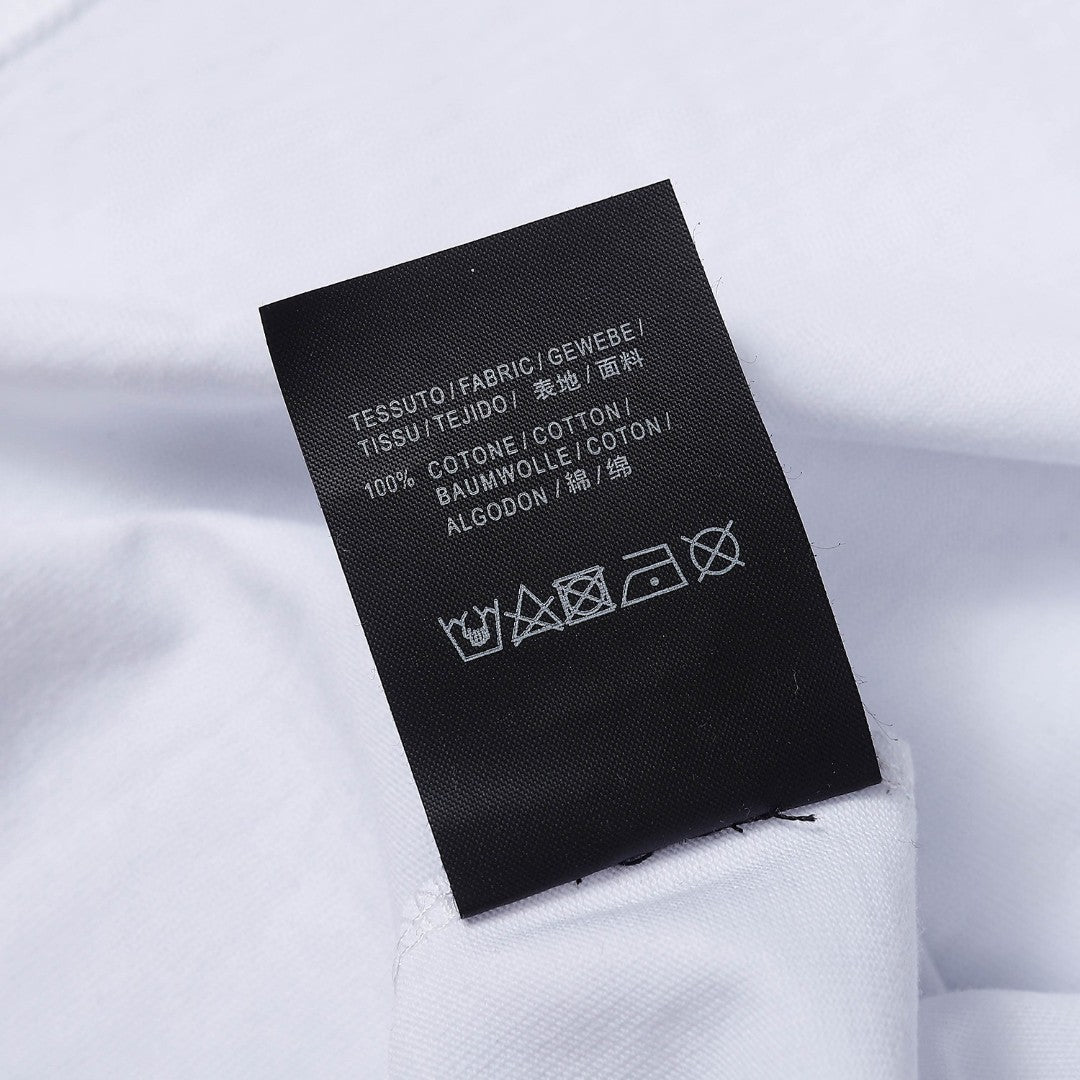 TESSUTO / FABRIC / GEWEBE /
TISSU / TEJIDO / 表地 / 面料
100% COTONE / COTTON /
BAUMWOLLE / COTON /
ALGODON / 綿 / 绵